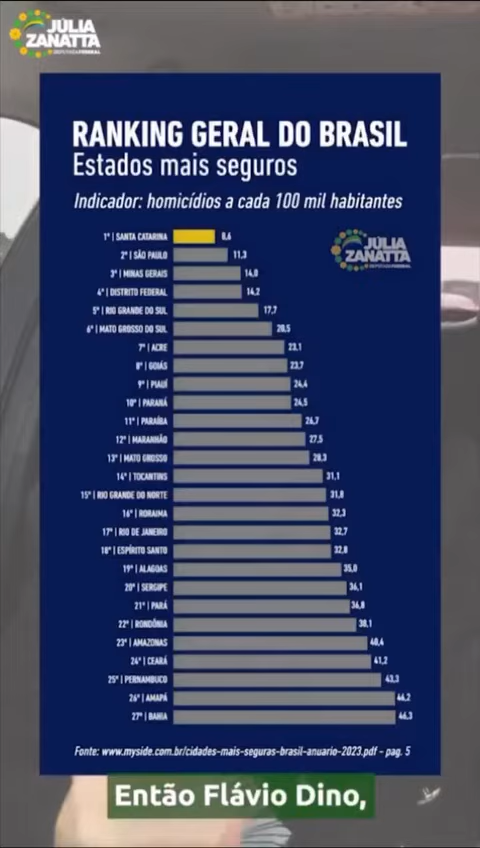 JÚLIA
ZANATTA
DEPUTADA FEDERAL
RANKING GERAL DO BRASIL
Estados mais seguros
Indicador: homicídios a cada 100 mil habitantes
1º | SANTA CATARINA 8,6
2º | SÃO PAULO 11,3
3º | MINAS GERAIS 14,0
4º | DISTRITO FEDERAL 14,2
5º | RIO GRANDE DO SUL 17,7
6º | MATO GROSSO DO SUL 20,5
7º | ACRE 23,1
8º | GOIÁS 23,7
9º | PIAUÍ 24,4
10º | PARANÁ 24,5
11º | PARAÍBA 26,7
12º | MARANHÃO 27,5
13º | MATO GROSSO 28,3
14º | TOCANTINS 31,1
15º | RIO GRANDE DO NORTE 31,8
16º | RORAIMA 32,3
17º | RIO DE JANEIRO 32,7
18º | ESPÍRITO SANTO 32,8
19º | ALAGOAS 35,0
20º | SERGIPE 36,1
21º | PARÁ 36,8
22º | RONDÔNIA 38,1
23º | AMAZONAS 40,4
24º | CEARÁ 41,2
25º | PERNAMBUCO 43,3
26º | AMAPÁ 46,2
27º | BAHIA 46,3
JÚLIA
ZANATTA
DEPUTADA FEDERAL
Fonte: www.myside.com.br/cidades-mais-seguras-brasil-anuario-2023.pdf - pag. 5
Então Flávio Dino,